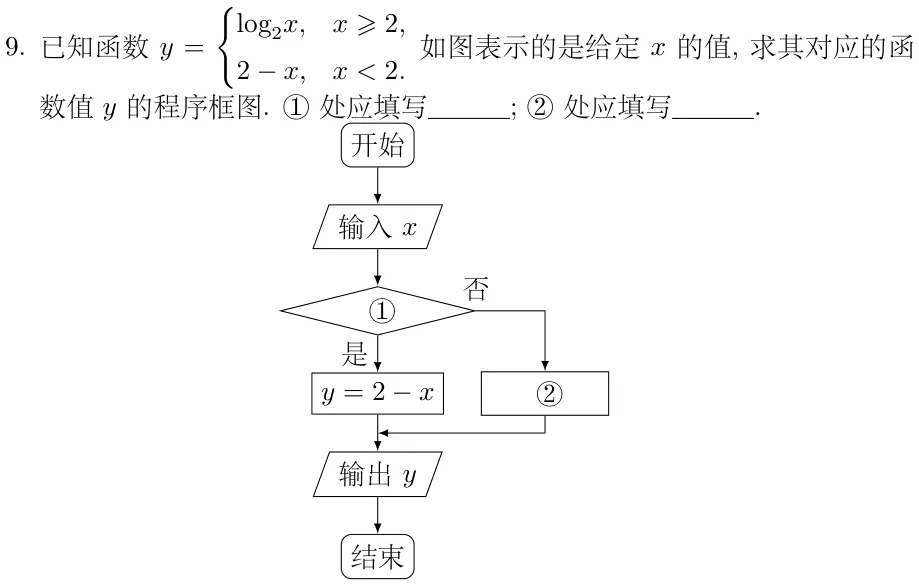 9. 已知函数 y = { log₂x, x ⩾ 2,
2 − x, x < 2. 如图表示的是给定 x 的值, 求其对应的函
数值 y 的程序框图. ① 处应填写______; ② 处应填写______.
开始
输入 x
否
①
是
y = 2 − x ②
输出 y
结束